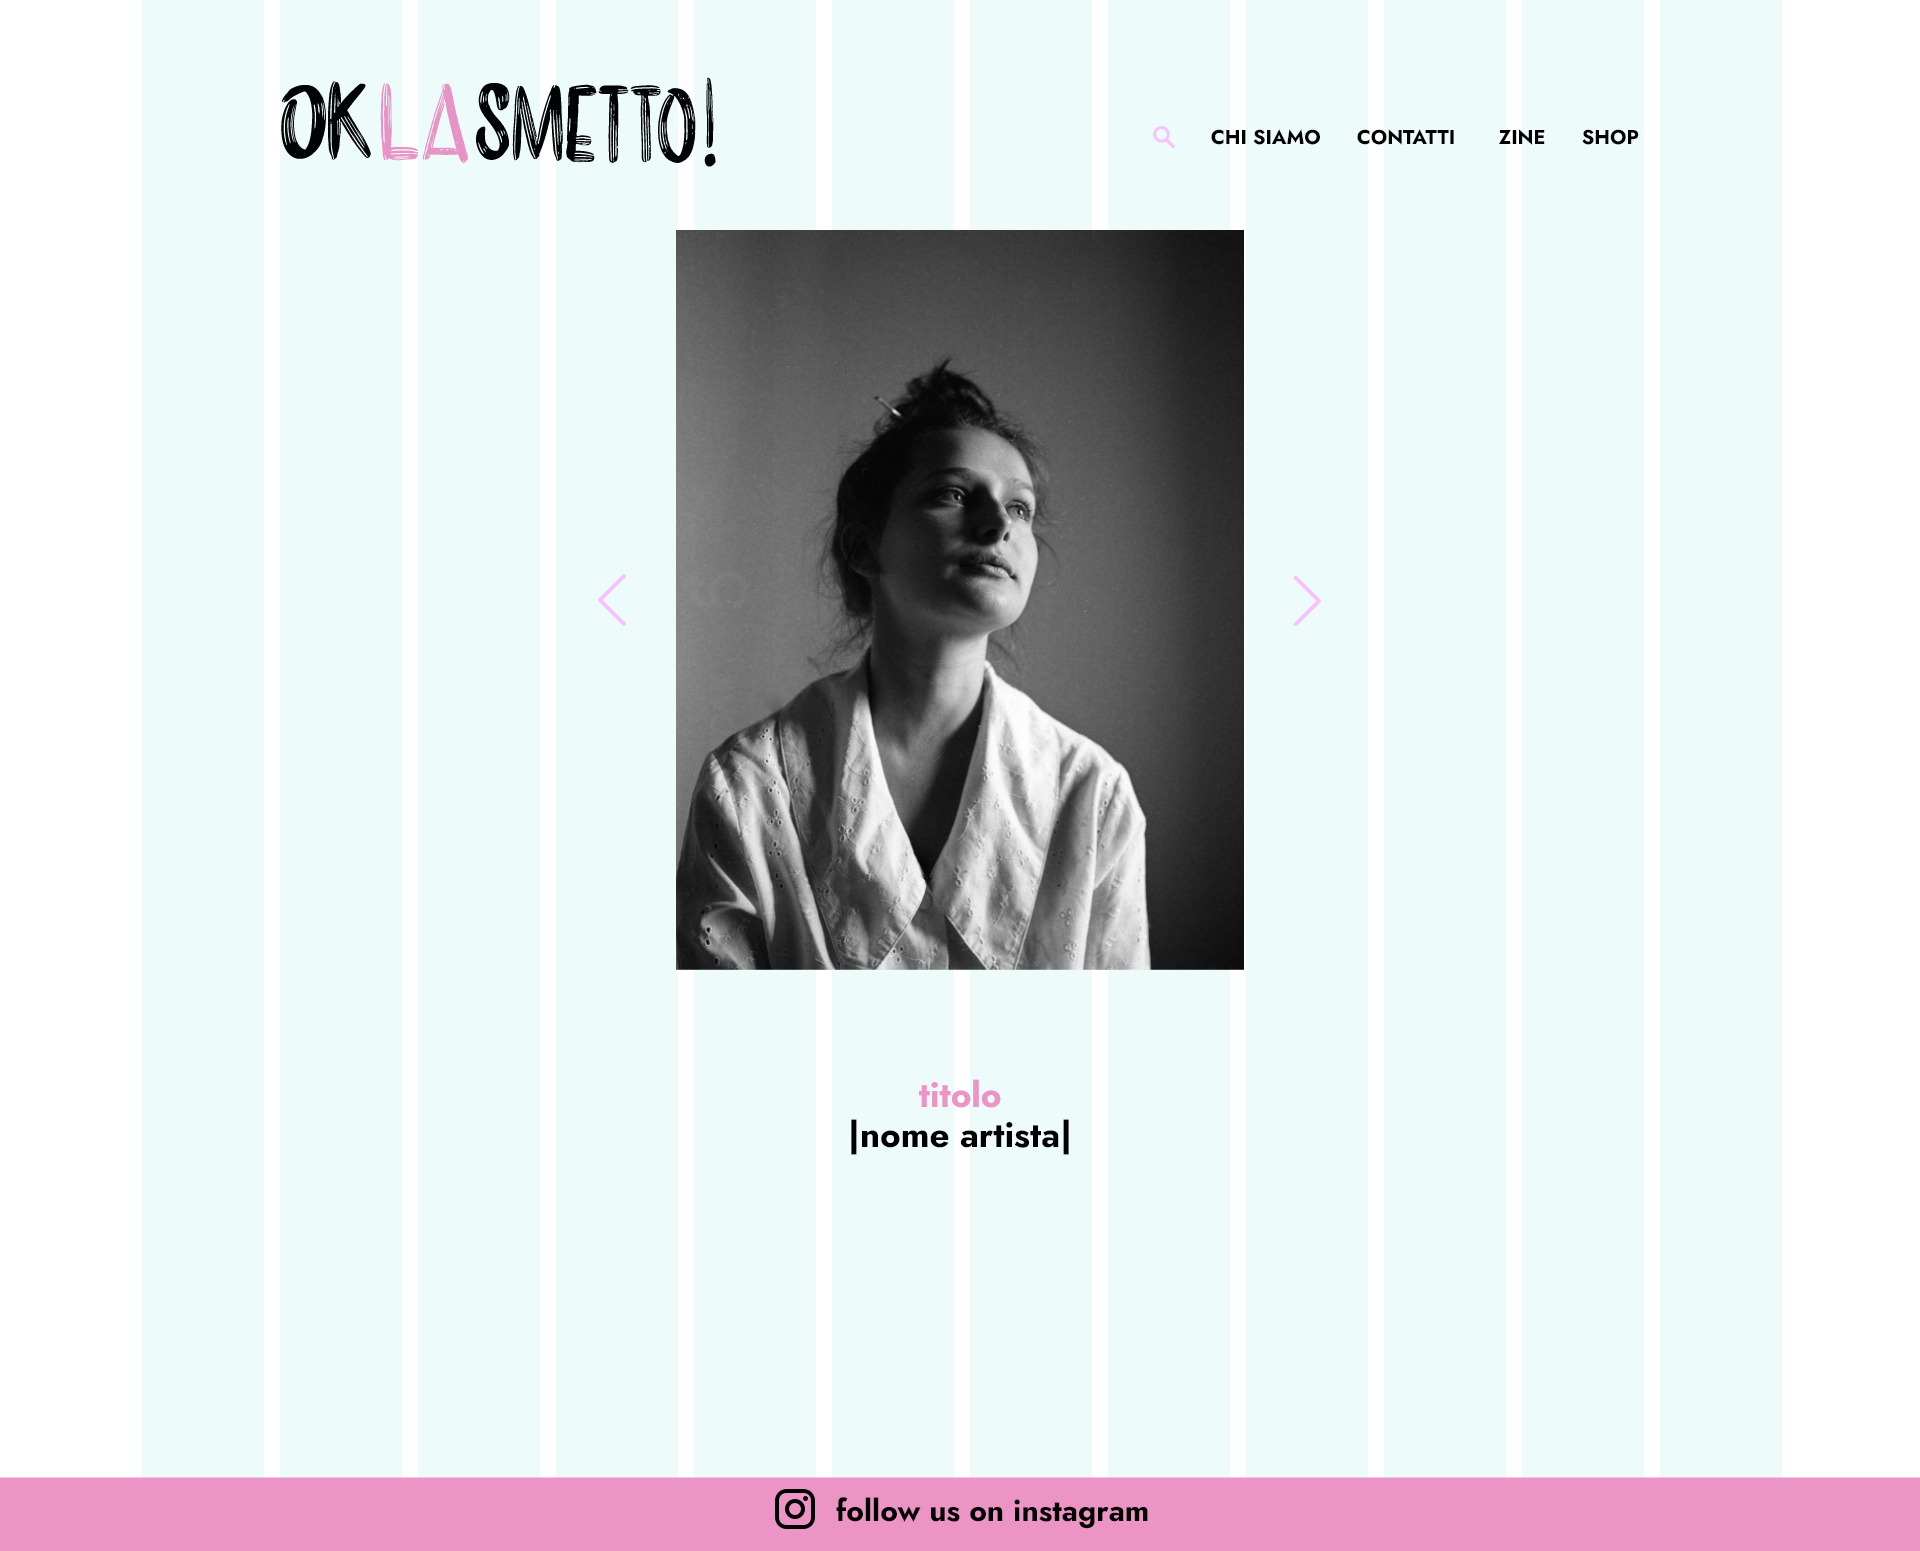 OK LA SMETTO!
CHI SIAMO CONTATTI ZINE SHOP
titolo
|nome artista|
follow us on instagram